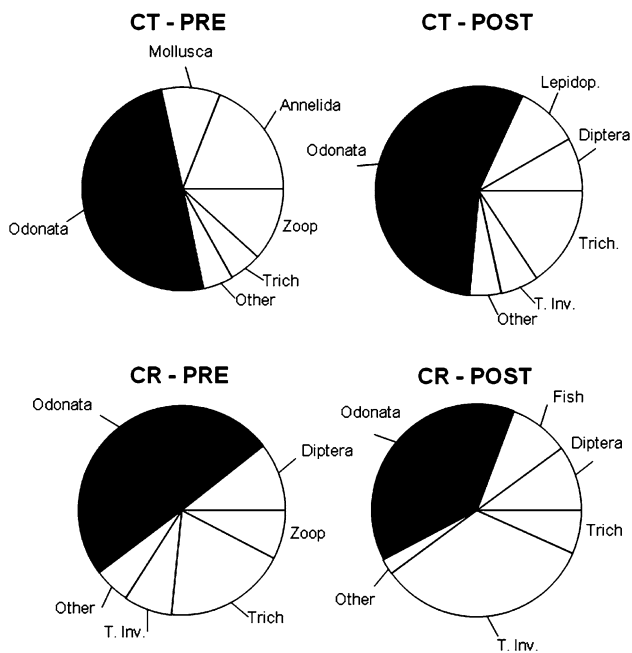 CT - PRE
Mollusca
Annelida
Odonata
Zoop
Trich
Other
CT - POST
Lepidop.
Diptera
Odonata
Trich.
T. Inv.
Other
CR - PRE
Odonata
Diptera
Zoop
Other
T. Inv.
Trich
CR - POST
Fish
Odonata
Diptera
Trich
Other
T. Inv.